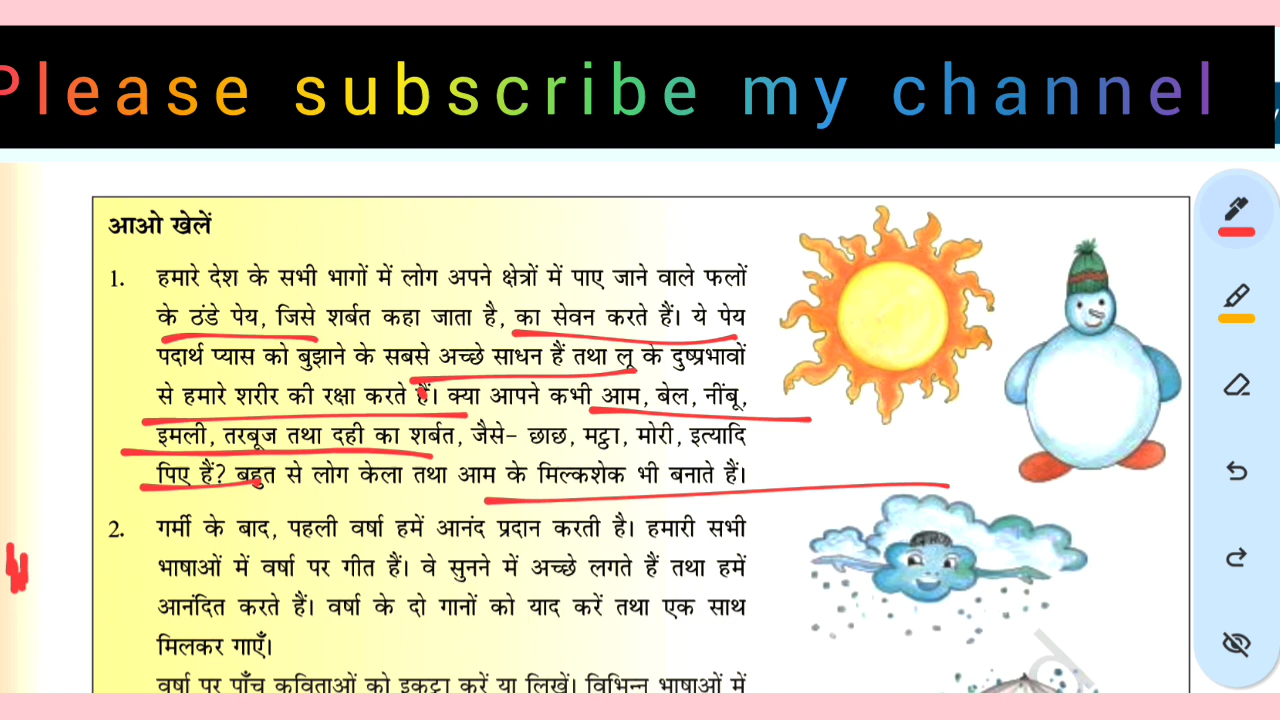 Please subscribe my channel
आओ खेलें
1. हमारे देश के सभी भागों में लोग अपने क्षेत्रों में पाए जाने वाले फलों
के ठंडे पेय, जिसे शर्बत कहा जाता है, का सेवन करते हैं। ये पेय
पदार्थ प्यास को बुझाने के सबसे अच्छे साधन हैं तथा लू के दुष्प्रभावों
से हमारे शरीर की रक्षा करते हैं। क्या आपने कभी आम, बेल, नींबू,
इमली, तरबूज तथा दही का शर्बत, जैसे– छाछ, मट्ठा, मोरी, इत्यादि
पिए हैं? बहुत से लोग केला तथा आम के मिल्कशेक भी बनाते हैं।
2. गर्मी के बाद, पहली वर्षा हमें आनंद प्रदान करती है। हमारी सभी
भाषाओं में वर्षा पर गीत हैं। वे सुनने में अच्छे लगते हैं तथा हमें
आनंदित करते हैं। वर्षा के दो गानों को याद करें तथा एक साथ
मिलकर गाएँ।
वर्षा पर पाँच कविताओं को इकट्ठा करें या लिखें। विभिन्न भाषाओं में